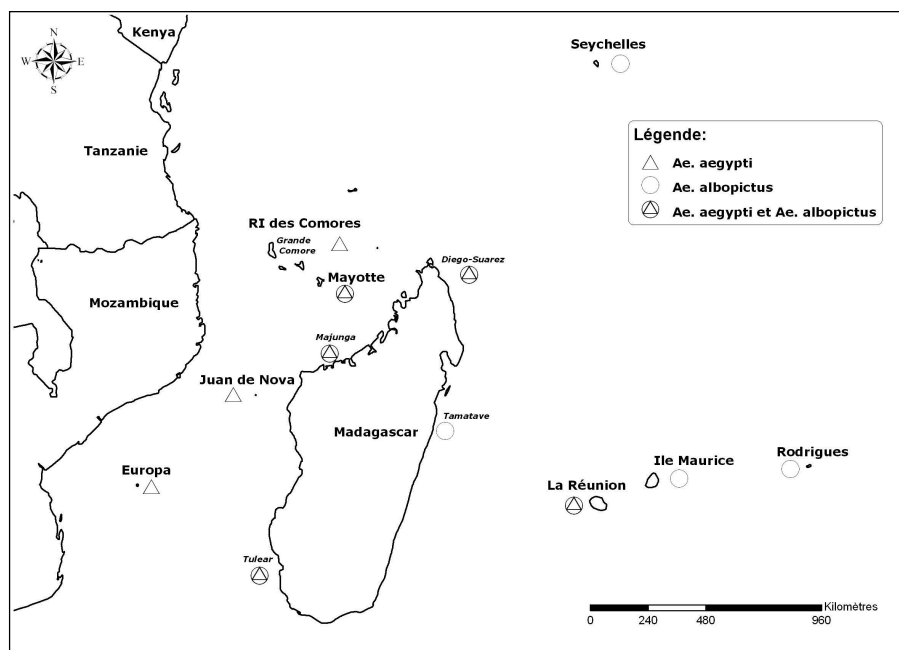 Kenya
N
W
E
S
Seychelles
Légende:
Ae. aegypti
Ae. albopictus
Ae. aegypti et Ae. albopictus
Tanzanie
RI des Comores
Grande
Comore
Diego-Suarez
Mayotte
Mozambique
Majunga
Juan de Nova
Tamatave
Madagascar
Europa
Rodrigues
Ile Maurice
La Réunion
Tulear
Kilomètres
0
240
480
960